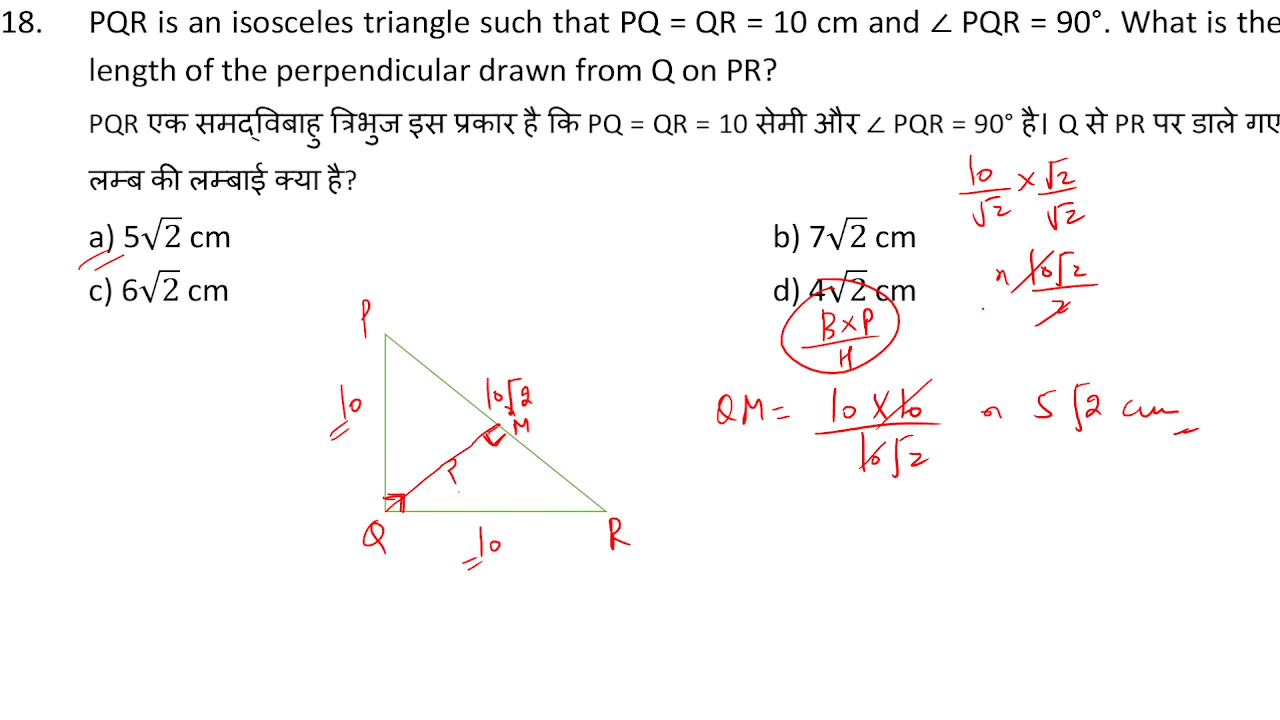 18. PQR is an isosceles triangle such that PQ = QR = 10 cm and ∠ PQR = 90°. What is the
length of the perpendicular drawn from Q on PR?
PQR एक समद्विबाहु त्रिभुज इस प्रकार है कि PQ = QR = 10 सेमी और ∠ PQR = 90° है। Q से PR पर डाले गए
लम्ब की लम्बाई क्या है?
10/√2 × √2/√2
a) 5√2 cm b) 7√2 cm
10√2/2
c) 6√2 cm d) 4√2 cm
P
B×P/H
10 10√2 M
QM = 10 × 10/10√2 5√2 cm
?
Q 10 R